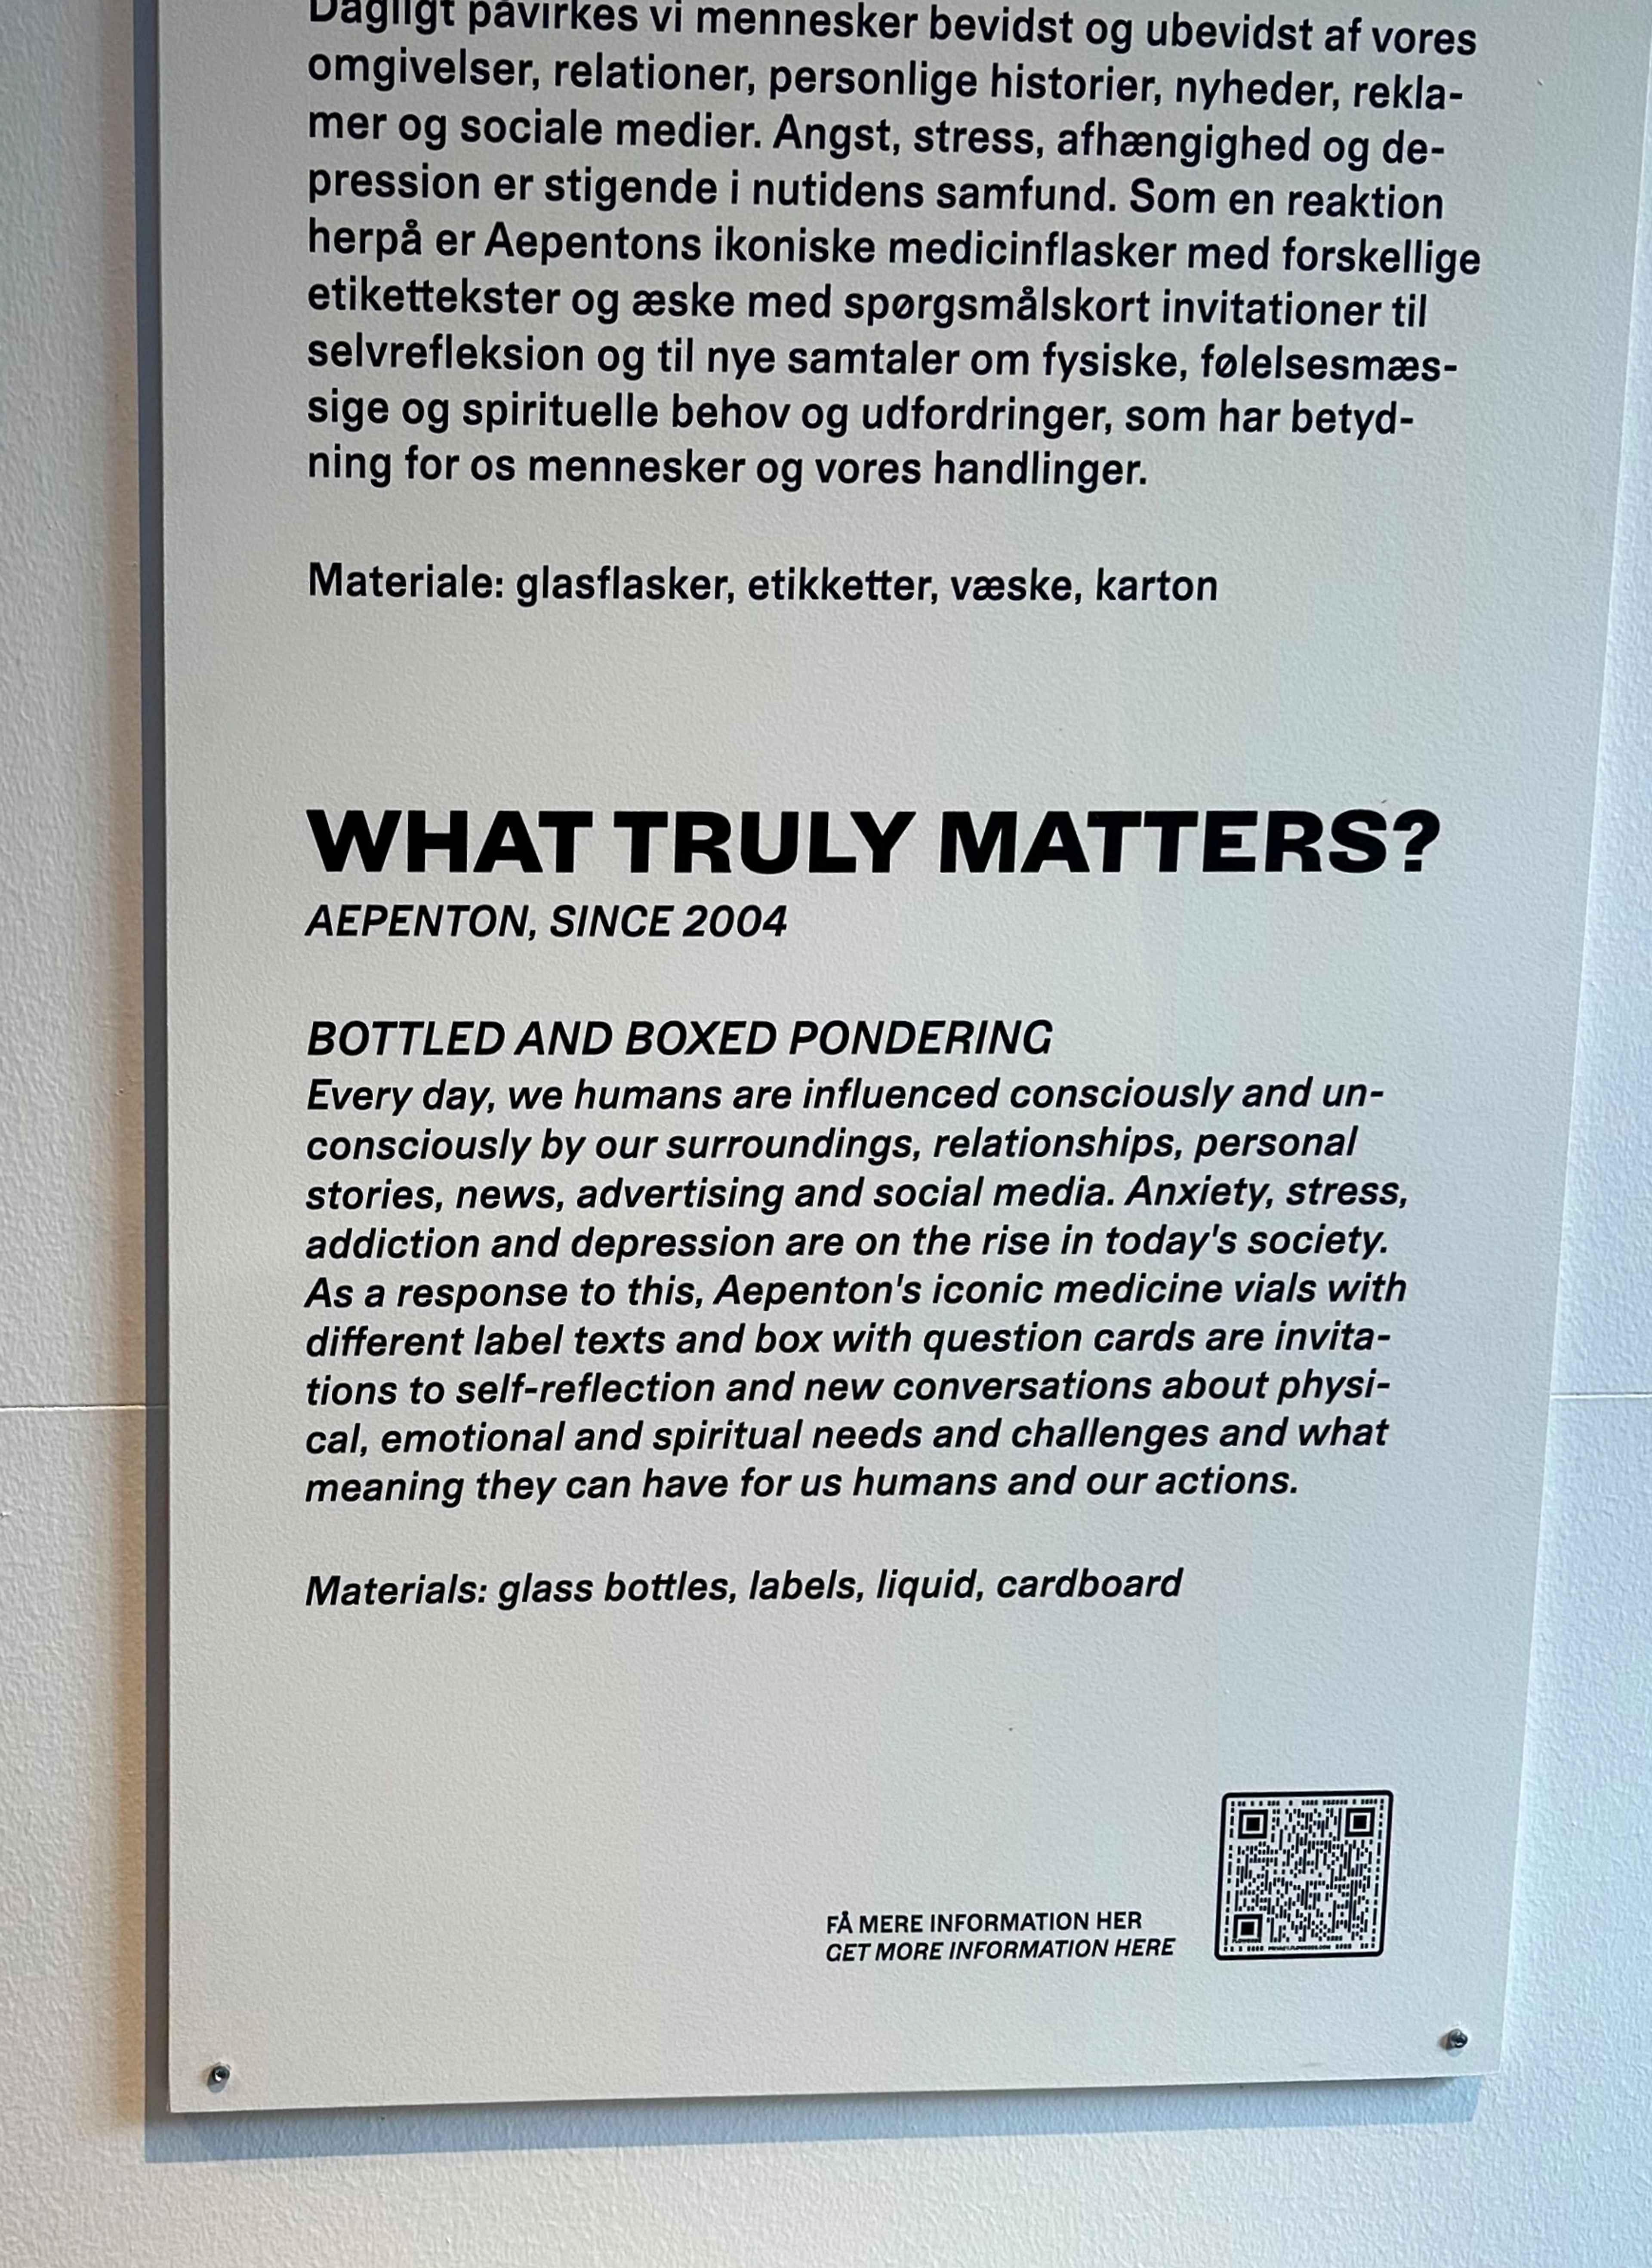 Dagligt påvirkes vi mennesker bevidst og ubevidst af vores
omgivelser, relationer, personlige historier, nyheder, rekla-
mer og sociale medier. Angst, stress, afhængighed og de-
pression er stigende i nutidens samfund. Som en reaktion
herpå er Aepentons ikoniske medicinflasker med forskellige
etikettekster og æske med spørgsmålskort invitationer til
selvrefleksion og til nye samtaler om fysiske, følelsesmæs-
sige og spirituelle behov og udfordringer, som har betyd-
ning for os mennesker og vores handlinger.
Materiale: glasflasker, etikketter, væske, karton
WHAT TRULY MATTERS?
AEPENTON, SINCE 2004
BOTTLED AND BOXED PONDERING
Every day, we humans are influenced consciously and un-
consciously by our surroundings, relationships, personal
stories, news, advertising and social media. Anxiety, stress,
addiction and depression are on the rise in today's society.
As a response to this, Aepenton's iconic medicine vials with
different label texts and box with question cards are invita-
tions to self-reflection and new conversations about physi-
cal, emotional and spiritual needs and challenges and what
meaning they can have for us humans and our actions.
Materials: glass bottles, labels, liquid, cardboard
FÅ MERE INFORMATION HER
GET MORE INFORMATION HERE